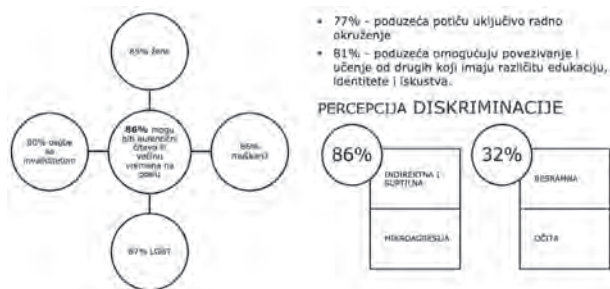 85% žene
80% osobe
sa
invaliditetom
86% mogu
biti autentični
čitavo ili
većinu
vremena na
poslu
86%
muškarci
87% LGBT
• 77% - poduzeća potiču uključivo radno
okruženje
• 81% - poduzeća omogućuju povezivanje i
učenje od drugih koji imaju različitu edukaciju,
identitete i iskustva.
PERCEPCIJA DISKRIMINACIJE
86%
INDIREKTNA I
SUPTILNA
MIKROAGRESIJA
32%
BESRAMNA
OČITA